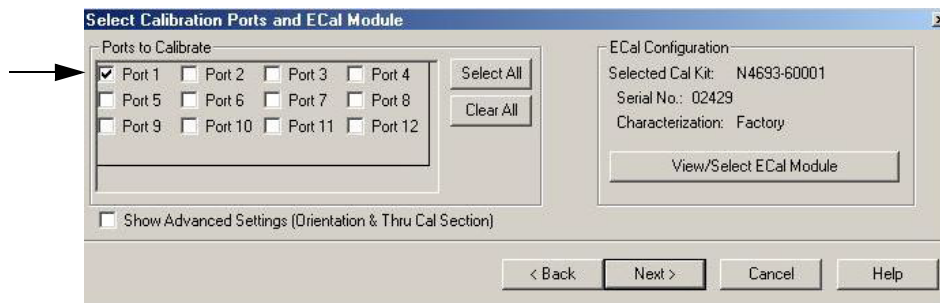 Select Calibration Ports and ECal Module
Ports to Calibrate
Port 1 Port 2 Port 3 Port 4
Port 5 Port 6 Port 7 Port 8
Port 9 Port 10 Port 11 Port 12
Select All
Clear All
ECal Configuration
Selected Cal Kit: N4693-60001
Serial No.: 02429
Characterization: Factory
View/Select ECal Module
Show Advanced Settings (Orientation & Thru Cal Section)
< Back Next > Cancel Help